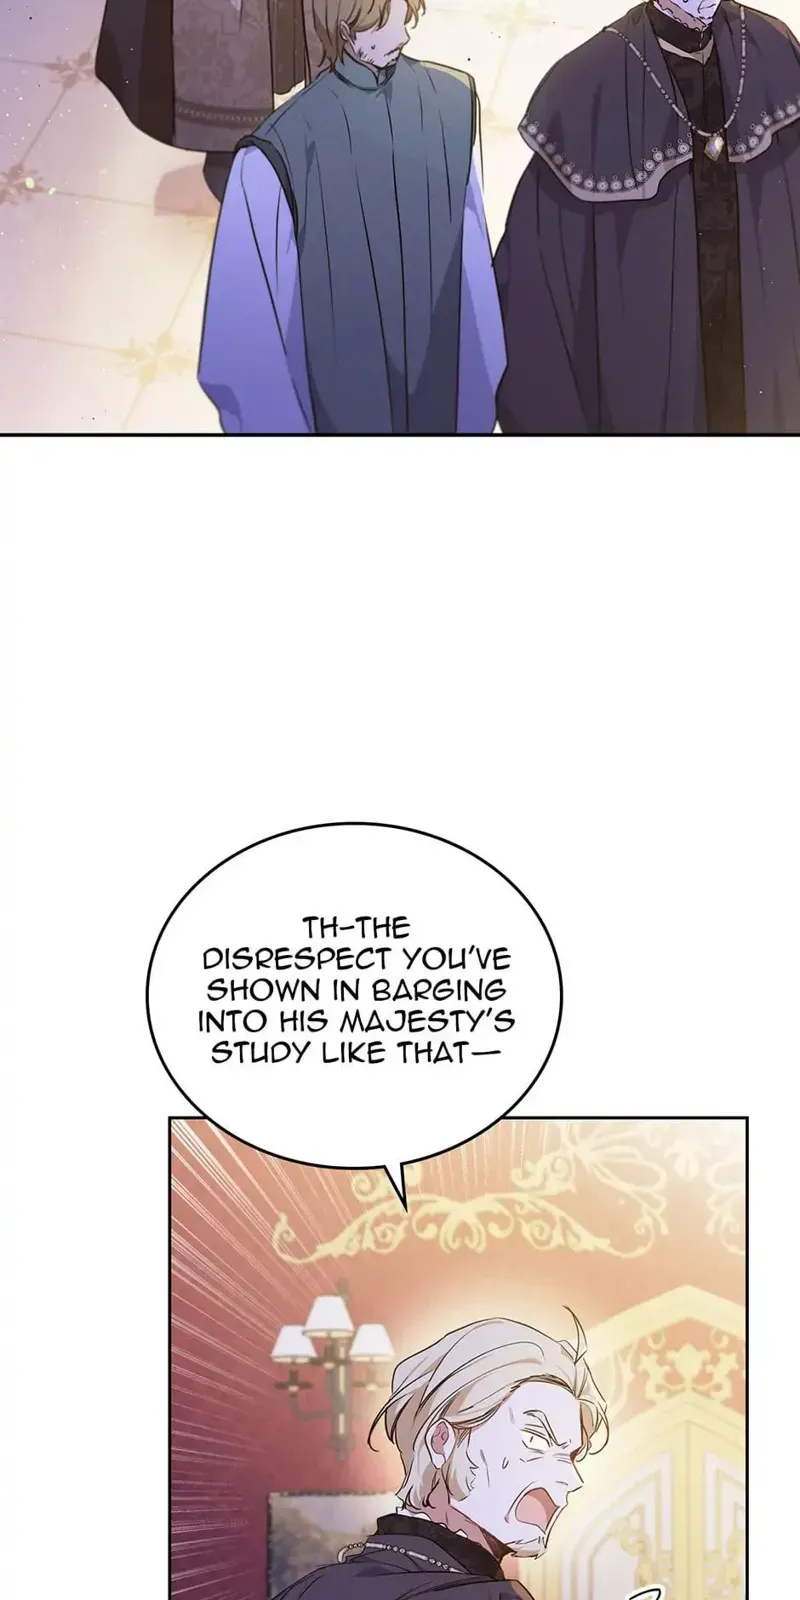 TH-THE
DISRESPECT YOU'VE
SHOWN IN BARGING
INTO HIS MAJESTY'S
STUDY LIKE THAT—